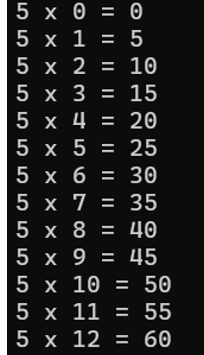 5 x 0 = 0
5 x 1 = 5
5 x 2 = 10
5 x 3 = 15
5 x 4 = 20
5 x 5 = 25
5 x 6 = 30
5 x 7 = 35
5 x 8 = 40
5 x 9 = 45
5 x 10 = 50
5 x 11 = 55
5 x 12 = 60